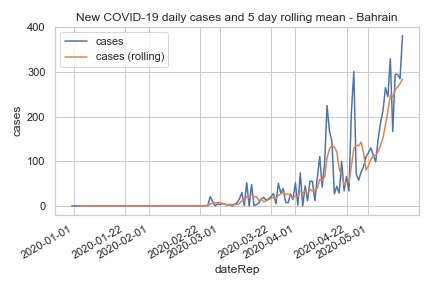 New COVID-19 daily cases and 5 day rolling mean - Bahrain
cases
cases (rolling)
400
300
200
100
0
cases
2020-01-01
2020-01-22
2020-02-01
2020-02-22
2020-03-01
2020-03-22
2020-04-01
2020-04-22
2020-05-01
dateRep